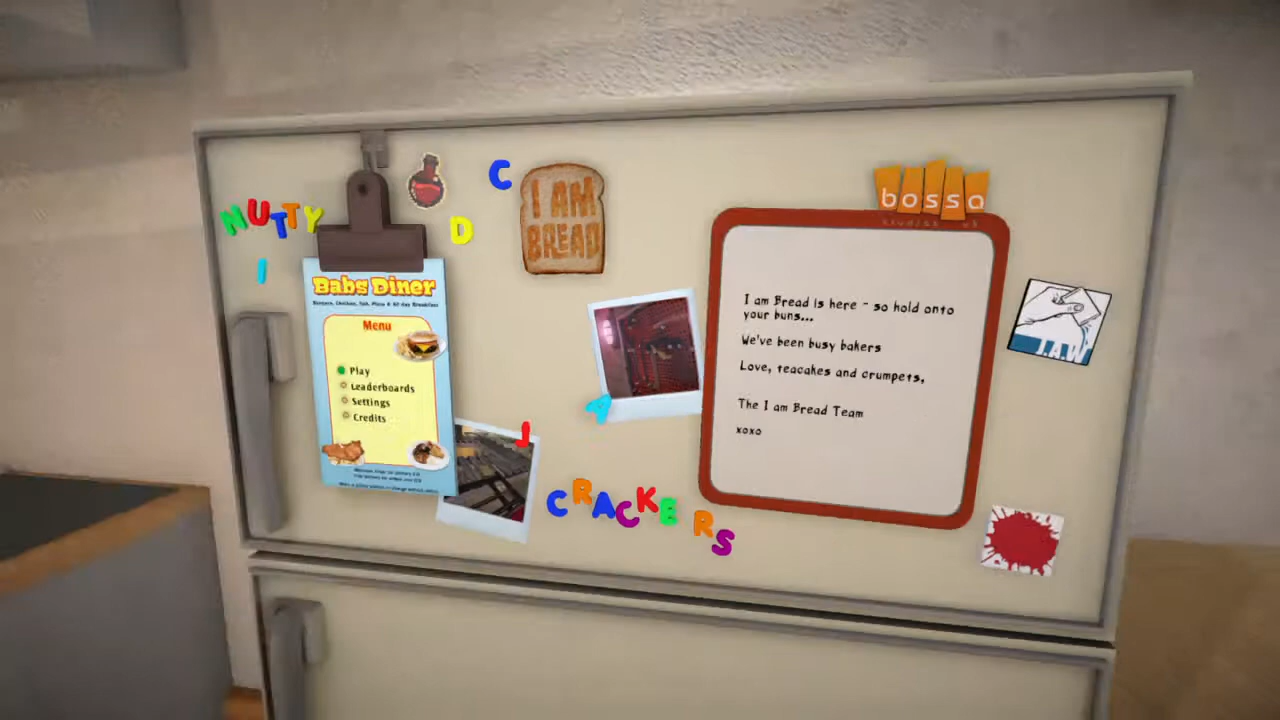 NUTTY
I
C
D
I AM
BREAD
Babs Diner
Menu
Play
Leaderboards
Settings
Credits
J
A
CRACKERS
bossa
I am Bread is here - so hold onto
your buns...
We've been busy bakers
Love, teacakes and crumpets,
The I am Bread Team
xoxo
JAW